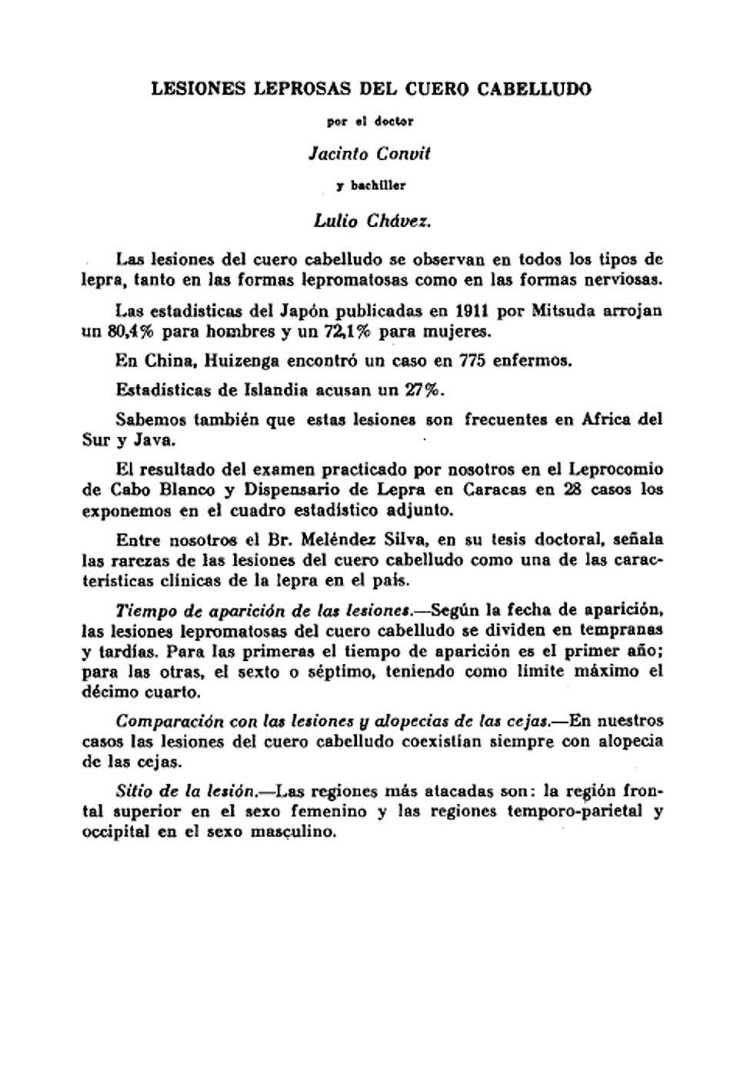 LESIONES LEPROSAS DEL CUERO CABELLUDO
por el doctor
Jacinto Convit
y bachiller
Lulio Chávez.
Las lesiones del cuero cabelludo se observan en todos los tipos de
lepra, tanto en las formas lepromatosas como en las formas nerviosas.
Las estadísticas del Japón publicadas en 1911 por Mitsuda arrojan
un 80,4% para hombres y un 72,1% para mujeres.
En China, Huizenga encontró un caso en 775 enfermos.
Estadísticas de Islandia acusan un 27%.
Sabemos también que estas lesiones son frecuentes en Africa del
Sur y Java.
El resultado del examen practicado por nosotros en el Leprocomio
de Cabo Blanco y Dispensario de Lepra en Caracas en 28 casos los
exponemos en el cuadro estadístico adjunto.
Entre nosotros el Br. Meléndez Silva, en su tesis doctoral, señala
las rarezas de las lesiones del cuero cabelludo como una de las carac-
terísticas clínicas de la lepra en el país.
Tiempo de aparición de las lesiones.—Según la fecha de aparición,
las lesiones lepromatosas del cuero cabelludo se dividen en tempranas
y tardías. Para las primeras el tiempo de aparición es el primer año;
para las otras, el sexto o séptimo, teniendo como límite máximo el
décimo cuarto.
Comparación con las lesiones y alopecias de las cejas.—En nuestros
casos las lesiones del cuero cabelludo coexistían siempre con alopecia
de las cejas.
Sitio de la lesión.—Las regiones más atacadas son: la región fron-
tal superior en el sexo femenino y las regiones temporo-parietal y
occipital en el sexo masculino.